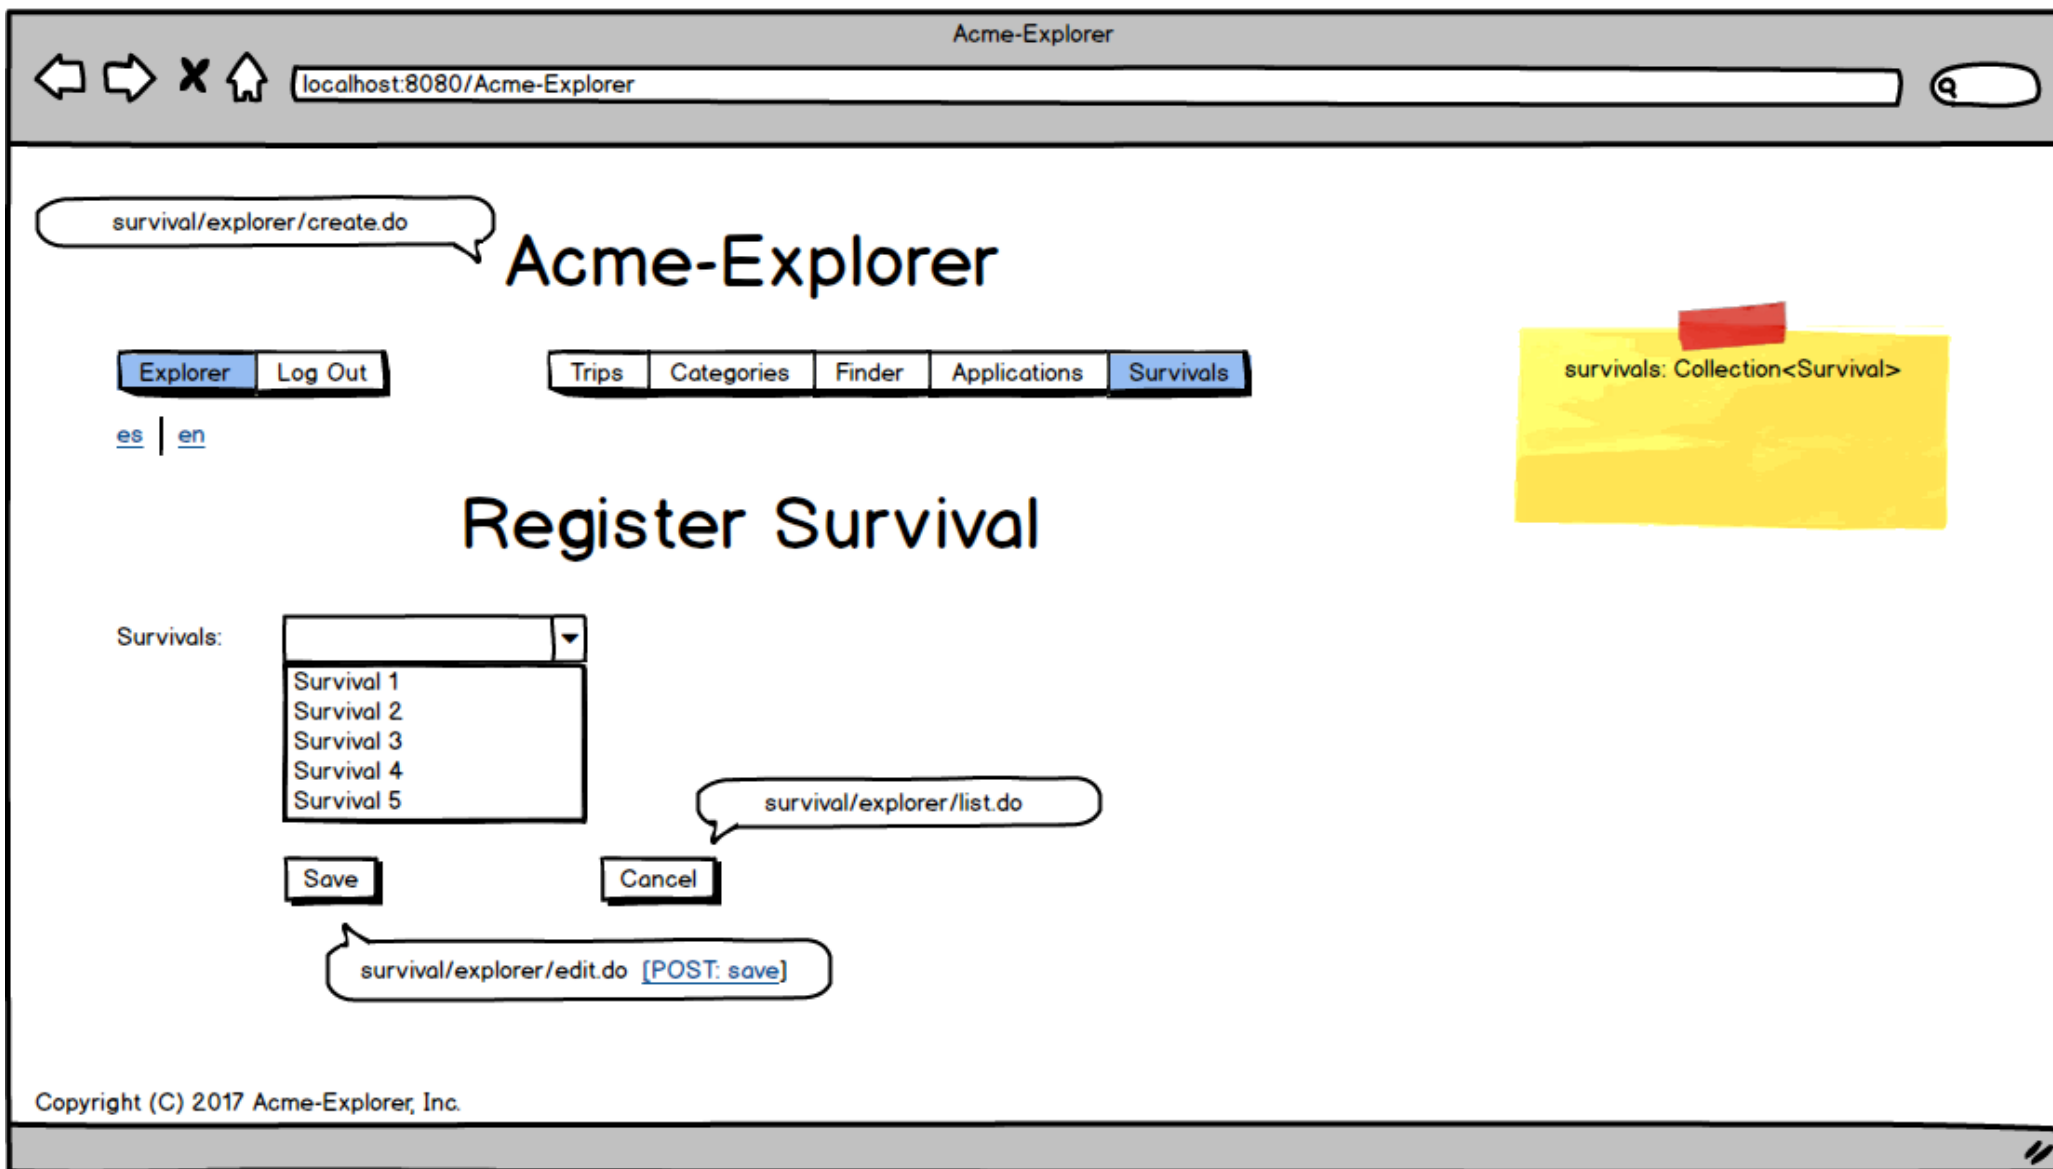 Acme-Explorer
localhost:8080/Acme-Explorer
survival/explorer/create.do
Acme-Explorer
Explorer Log Out Trips Categories Finder Applications Survivals
survivals: Collection<Survival>
es | en
Register Survival
Survivals:
Survival 1
Survival 2
Survival 3
Survival 4
Survival 5
survival/explorer/list.do
Save Cancel
survival/explorer/edit.do [POST: save]
Copyright (C) 2017 Acme-Explorer, Inc.